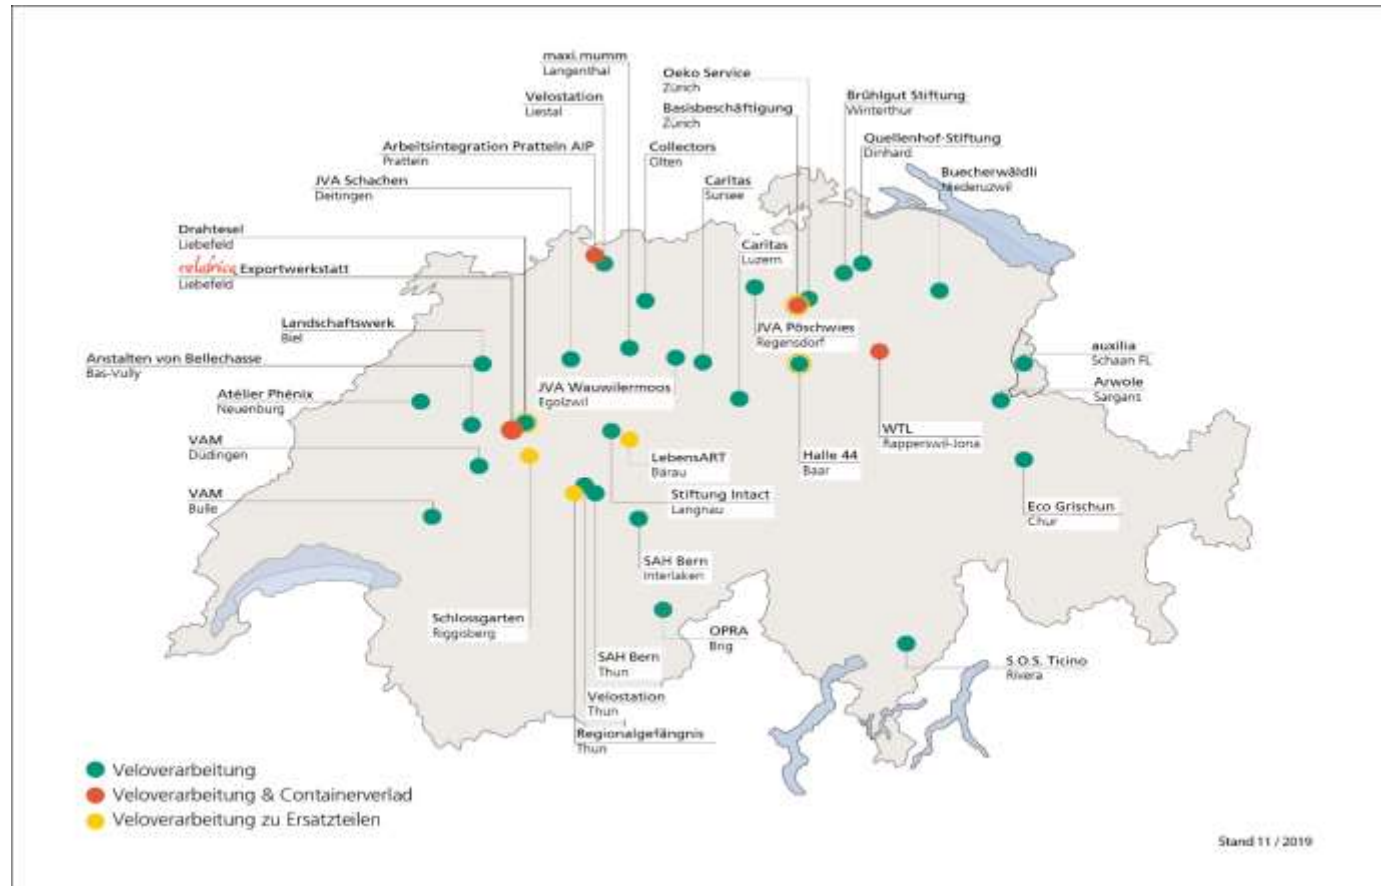 maxi.mumm
Langenthal
Oeko Service
Zürich
Velostation
Liestal
Basisbeschäftigung
Zürich
Brühlgut Stiftung
Winterthur
Arbeitsintegration Pratteln AIP
Pratteln
Collectors
Olten
Quellenhof-Stiftung
Dinhard
JVA Schachen
Deitingen
Caritas
Sursee
Buecherwäldli
Niederuzwil
Drahtesel
Liebefeld
Caritas
Luzern
velafrica Exportwerkstatt
Liebefeld
Landschaftswerk
Biel
JVA Pöschwies
Regensdorf
Anstalten von Bellechasse
Bas-Vully
auxilia
Schaan FL
Atélier Phénix
Neuenburg
JVA Wauwilermoos
Egolzwil
Arwole
Sargans
VAM
Düdingen
WTL
Rapperswil-Jona
LebensART
Bärau
Halle 44
Baar
VAM
Bulle
Stiftung Intact
Langnau
Eco Grischun
Chur
SAH Bern
Interlaken
Schlossgarten
Riggisberg
OPRA
Brig
SAH Bern
Thun
S.O.S. Ticino
Rivera
Velostation
Thun
Regionalgefängnis
Thun
Veloverarbeitung
Veloverarbeitung & Containerverlad
Veloverarbeitung zu Ersatzteilen
Stand 11 / 2019